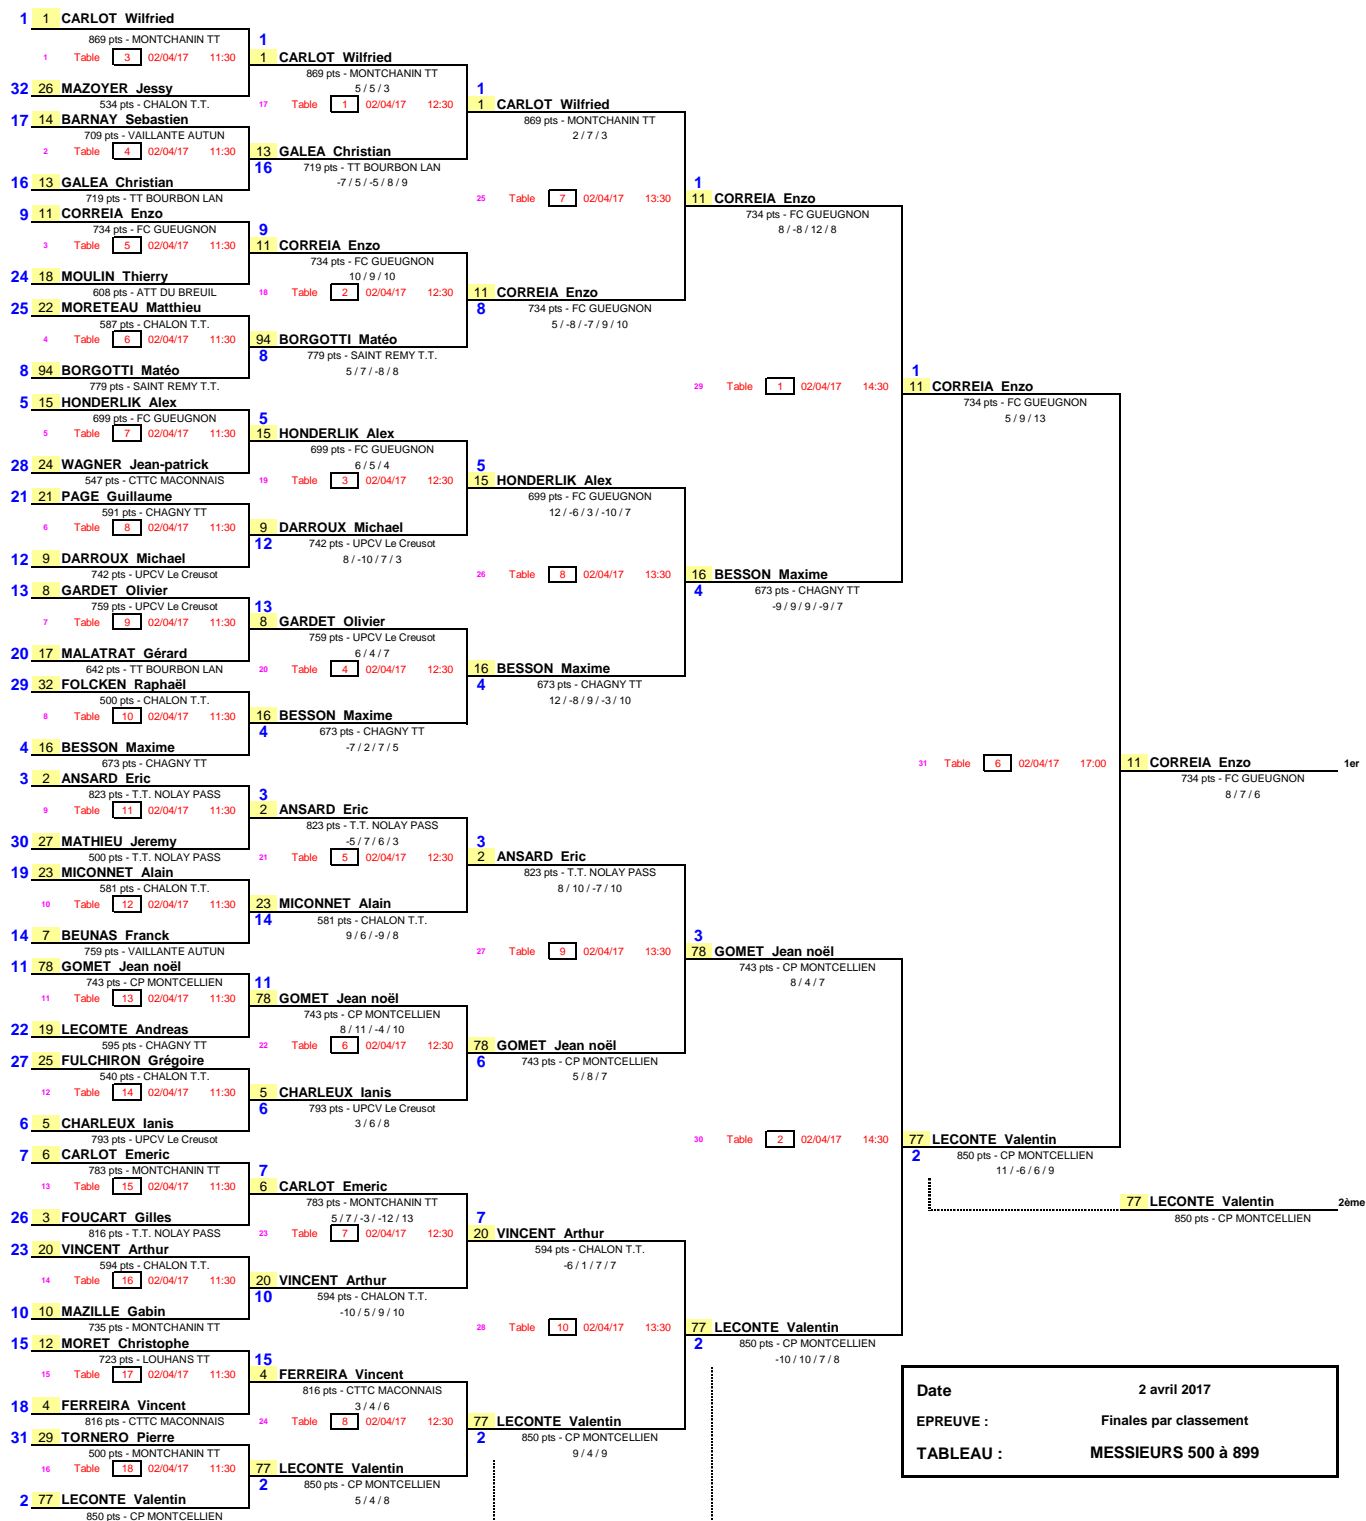 1 1 CARLOT Wilfried
869 pts - MONTCHANIN TT
1 Table 3 02/04/17 11:30
32 26 MAZOYER Jessy
534 pts - CHALON T.T.
17 14 BARNAY Sebastien
709 pts - VAILLANTE AUTUN
2 Table 4 02/04/17 11:30
16 13 GALEA Christian
719 pts - TT BOURBON LAN
9 11 CORREIA Enzo
734 pts - FC GUEUGNON
3 Table 5 02/04/17 11:30
24 18 MOULIN Thierry
608 pts - ATT DU BREUIL
25 22 MORETEAU Matthieu
587 pts - CHALON T.T.
4 Table 6 02/04/17 11:30
8 94 BORGOTTI Matéo
779 pts - SAINT REMY T.T.
5 15 HONDERLIK Alex
699 pts - FC GUEUGNON
5 Table 7 02/04/17 11:30
28 24 WAGNER Jean-patrick
547 pts - CTTC MACONNAIS
21 21 PAGE Guillaume
591 pts - CHAGNY TT
6 Table 8 02/04/17 11:30
12 9 DARROUX Michael
742 pts - UPCV Le Creusot
13 8 GARDET Olivier
759 pts - UPCV Le Creusot
7 Table 9 02/04/17 11:30
20 17 MALATRAT Gérard
642 pts - TT BOURBON LAN
29 32 FOLCKEN Raphaël
500 pts - CHALON T.T.
8 Table 10 02/04/17 11:30
4 16 BESSON Maxime
673 pts - CHAGNY TT
3 2 ANSARD Eric
823 pts - T.T. NOLAY PASS
9 Table 11 02/04/17 11:30
30 27 MATHIEU Jeremy
500 pts - T.T. NOLAY PASS
19 23 MICONNET Alain
581 pts - CHALON T.T.
10 Table 12 02/04/17 11:30
14 7 BEUNAS Franck
759 pts - VAILLANTE AUTUN
11 78 GOMET Jean noël
743 pts - CP MONTCELLIEN
11 Table 13 02/04/17 11:30
22 19 LECOMTE Andreas
595 pts - CHAGNY TT
27 25 FULCHIRON Grégoire
540 pts - CHALON T.T.
12 Table 14 02/04/17 11:30
6 5 CHARLEUX Ianis
793 pts - UPCV Le Creusot
7 6 CARLOT Emeric
783 pts - MONTCHANIN TT
13 Table 15 02/04/17 11:30
26 3 FOUCART Gilles
816 pts - T.T. NOLAY PASS
23 20 VINCENT Arthur
594 pts - CHALON T.T.
14 Table 16 02/04/17 11:30
10 10 MAZILLE Gabin
735 pts - MONTCHANIN TT
15 12 MORET Christophe
723 pts - LOUHANS TT
15 Table 17 02/04/17 11:30
18 4 FERREIRA Vincent
816 pts - CTTC MACONNAIS
31 29 TORNERO Pierre
500 pts - MONTCHANIN TT
16 Table 18 02/04/17 11:30
2 77 LECONTE Valentin
850 pts - CP MONTCELLIEN
1
1 CARLOT Wilfried
869 pts - MONTCHANIN TT
5 / 5 / 3
17 Table 1 02/04/17 12:30
13 GALEA Christian
16
719 pts - TT BOURBON LAN
-7 / 5 / -5 / 8 / 9
9
11 CORREIA Enzo
734 pts - FC GUEUGNON
10 / 9 / 10
18 Table 2 02/04/17 12:30
94 BORGOTTI Matéo
8
779 pts - SAINT REMY T.T.
5 / 7 / -8 / 8
5
15 HONDERLIK Alex
699 pts - FC GUEUGNON
6 / 5 / 4
19 Table 3 02/04/17 12:30
9 DARROUX Michael
12
742 pts - UPCV Le Creusot
8 / -10 / 7 / 3
13
8 GARDET Olivier
759 pts - UPCV Le Creusot
6 / 4 / 7
20 Table 4 02/04/17 12:30
16 BESSON Maxime
4
673 pts - CHAGNY TT
-7 / 2 / 7 / 5
3
2 ANSARD Eric
823 pts - T.T. NOLAY PASS
-5 / 7 / 6 / 3
21 Table 5 02/04/17 12:30
23 MICONNET Alain
14
581 pts - CHALON T.T.
9 / 6 / -9 / 8
11
78 GOMET Jean noël
743 pts - CP MONTCELLIEN
8 / 11 / -4 / 10
22 Table 6 02/04/17 12:30
5 CHARLEUX Ianis
6
793 pts - UPCV Le Creusot
3 / 6 / 8
7
6 CARLOT Emeric
783 pts - MONTCHANIN TT
5 / 7 / -3 / -12 / 13
23 Table 7 02/04/17 12:30
20 VINCENT Arthur
10
594 pts - CHALON T.T.
-10 / 5 / 9 / 10
15
4 FERREIRA Vincent
816 pts - CTTC MACONNAIS
3 / 4 / 6
24 Table 8 02/04/17 12:30
77 LECONTE Valentin
2
850 pts - CP MONTCELLIEN
5 / 4 / 8
1
1 CARLOT Wilfried
869 pts - MONTCHANIN TT
2 / 7 / 3
25 Table 7 02/04/17 13:30
11 CORREIA Enzo
8
734 pts - FC GUEUGNON
5 / -8 / -7 / 9 / 10
5
15 HONDERLIK Alex
699 pts - FC GUEUGNON
12 / -6 / 3 / -10 / 7
26 Table 8 02/04/17 13:30
16 BESSON Maxime
4
673 pts - CHAGNY TT
12 / -8 / 9 / -3 / 10
3
2 ANSARD Eric
823 pts - T.T. NOLAY PASS
8 / 10 / -7 / 10
27 Table 9 02/04/17 13:30
78 GOMET Jean noël
6
743 pts - CP MONTCELLIEN
5 / 8 / 7
7
20 VINCENT Arthur
594 pts - CHALON T.T.
-6 / 1 / 7 / 7
28 Table 10 02/04/17 13:30
77 LECONTE Valentin
2
850 pts - CP MONTCELLIEN
9 / 4 / 9
1
11 CORREIA Enzo
734 pts - FC GUEUGNON
8 / -8 / 12 / 8
29 Table 1 02/04/17 14:30
16 BESSON Maxime
4
673 pts - CHAGNY TT
-9 / 9 / 9 / -9 / 7
3
78 GOMET Jean noël
743 pts - CP MONTCELLIEN
8 / 4 / 7
30 Table 2 02/04/17 14:30
77 LECONTE Valentin
2
850 pts - CP MONTCELLIEN
-10 / 10 / 7 / 8
1
11 CORREIA Enzo
734 pts - FC GUEUGNON
5 / 9 / 13
31 Table 6 02/04/17 17:00
77 LECONTE Valentin
2
850 pts - CP MONTCELLIEN
11 / -6 / 6 / 9
11 CORREIA Enzo 1er
734 pts - FC GUEUGNON
8 / 7 / 6
77 LECONTE Valentin 2ème
850 pts - CP MONTCELLIEN
Date 2 avril 2017
EPREUVE : Finales par classement
TABLEAU : MESSIEURS 500 à 899